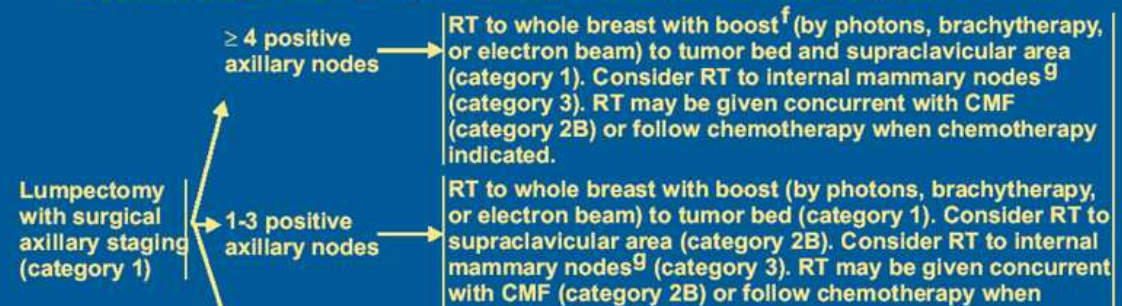 ≥ 4 positive
axillary nodes
RT to whole breast with boost f (by photons, brachytherapy,
or electron beam) to tumor bed and supraclavicular area
(category 1). Consider RT to internal mammary nodes g
(category 3). RT may be given concurrent with CMF
(category 2B) or follow chemotherapy when chemotherapy
indicated.
Lumpectomy
with surgical
axillary staging
(category 1)
1-3 positive
axillary nodes
RT to whole breast with boost (by photons, brachytherapy,
or electron beam) to tumor bed (category 1). Consider RT to
supraclavicular area (category 2B). Consider RT to internal
mammary nodes g (category 3). RT may be given concurrent
with CMF (category 2B) or follow chemotherapy when